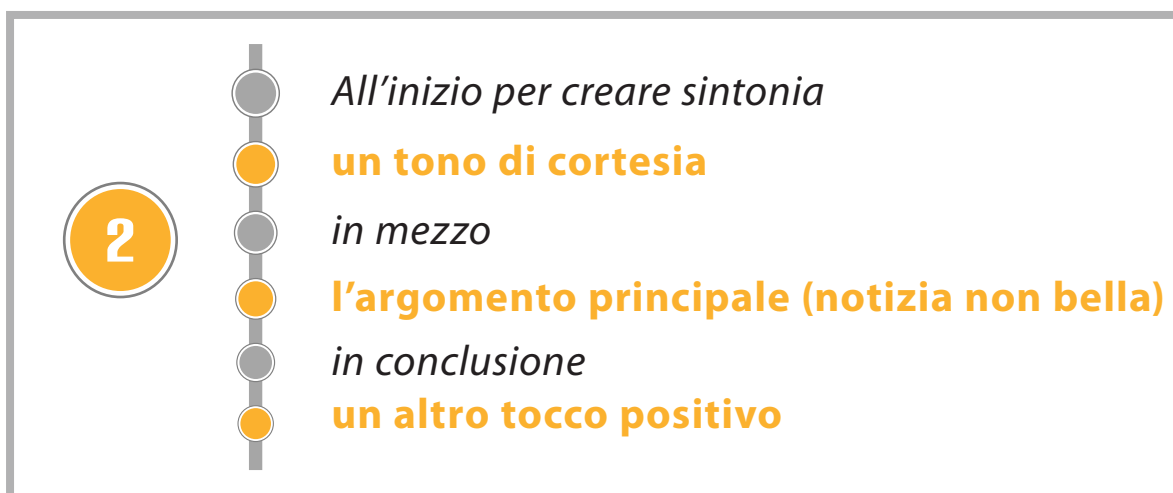 2
All’inizio per creare sintonia
un tono di cortesia
in mezzo
l’argomento principale (notizia non bella)
in conclusione
un altro tocco positivo